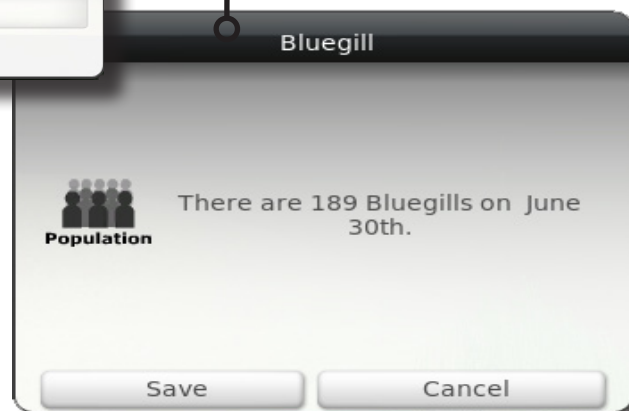 Bluegill
There are 189 Bluegills on June
30th.
Population
Save
Cancel